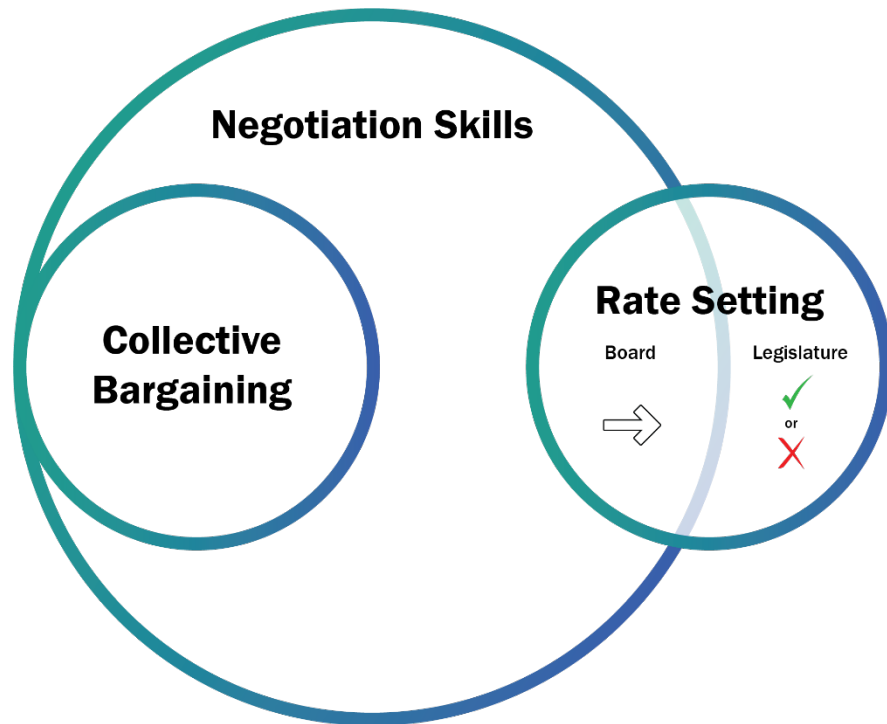 Negotiation Skills
Collective
Bargaining
Rate Setting
Board
Legislature
or